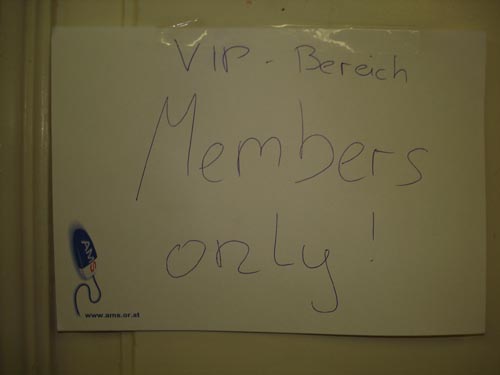 VIP - Bereich
Members
only!
AMS
www.ams.or.at